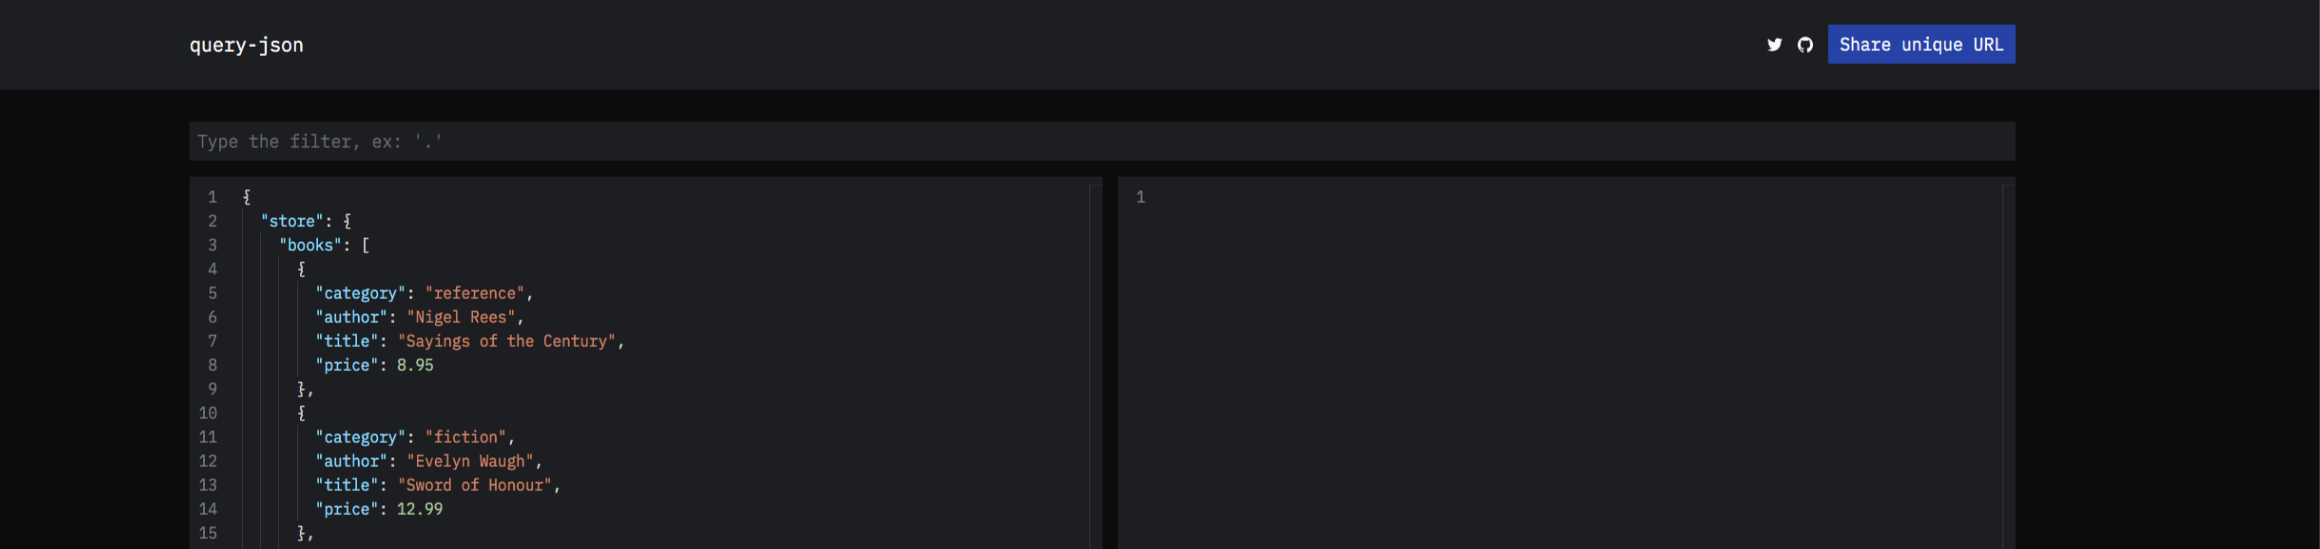 query-json
Share unique URL
Type the filter, ex: '.'
1 {
2 "store": {
3 "books": [
4 {
5 "category": "reference",
6 "author": "Nigel Rees",
7 "title": "Sayings of the Century",
8 "price": 8.95
9 },
10 {
11 "category": "fiction",
12 "author": "Evelyn Waugh",
13 "title": "Sword of Honour",
14 "price": 12.99
15 },
1